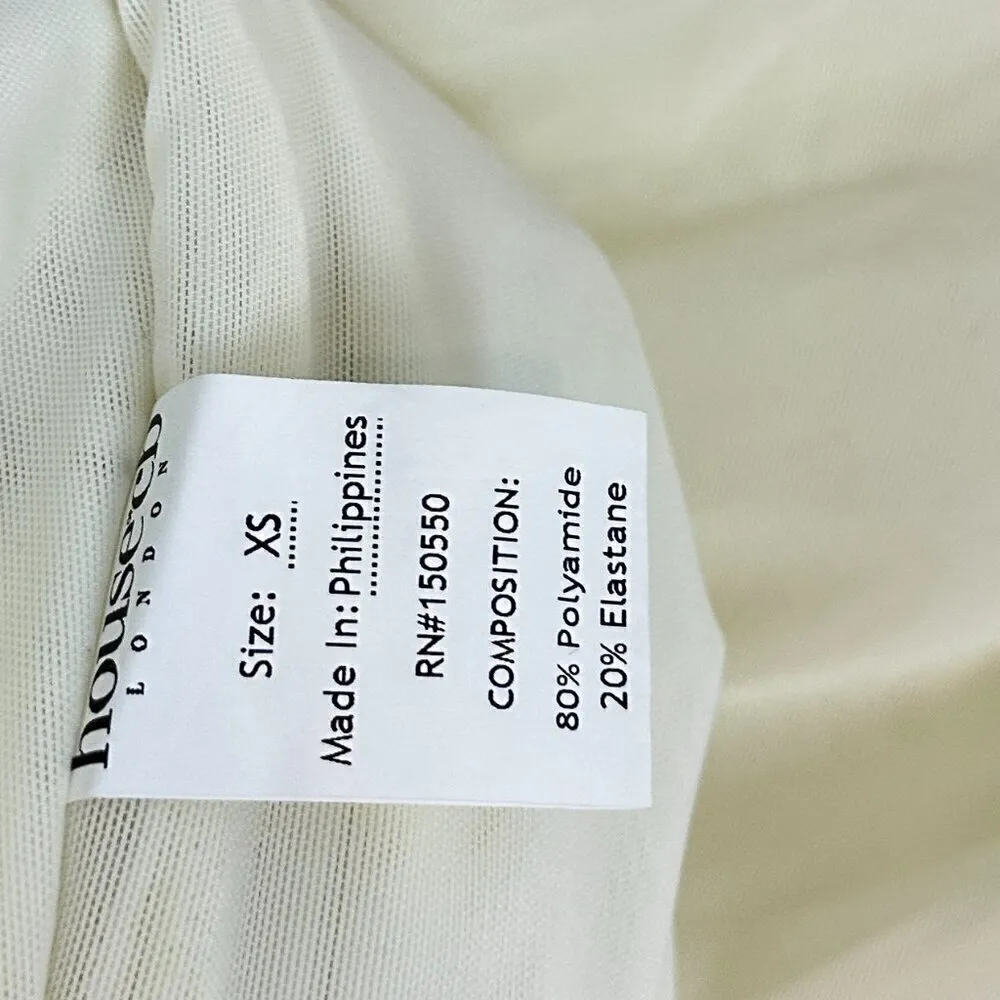 house of cb
LONDON
Size: XS
Made In: Philippines
RN#150550
COMPOSITION:
80% Polyamide
20% Elastane